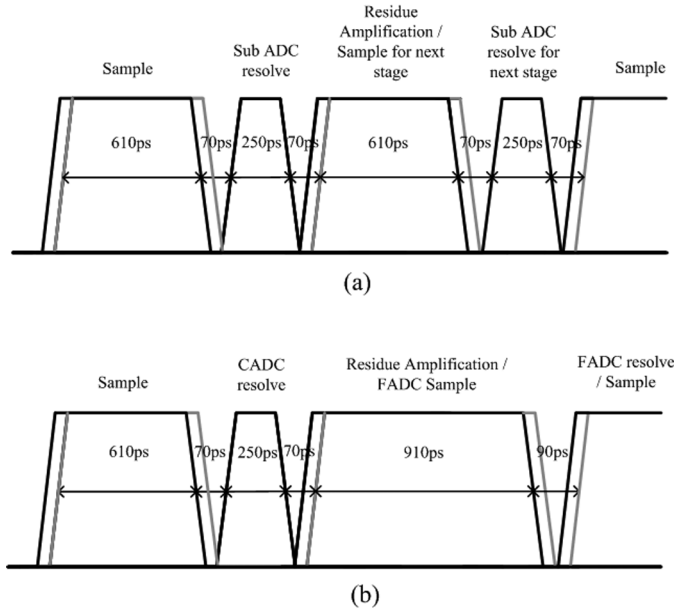 Sample
Sub ADC
resolve
Residue
Amplification /
Sample for next
stage
Sub ADC
resolve for
next stage
Sample
610ps
70ps
250ps
70ps
610ps
70ps
250ps
70ps
(a)
Sample
CADC
resolve
Residue Amplification /
FADC Sample
FADC resolve
/ Sample
610ps
70ps
250ps
70ps
910ps
90ps
(b)